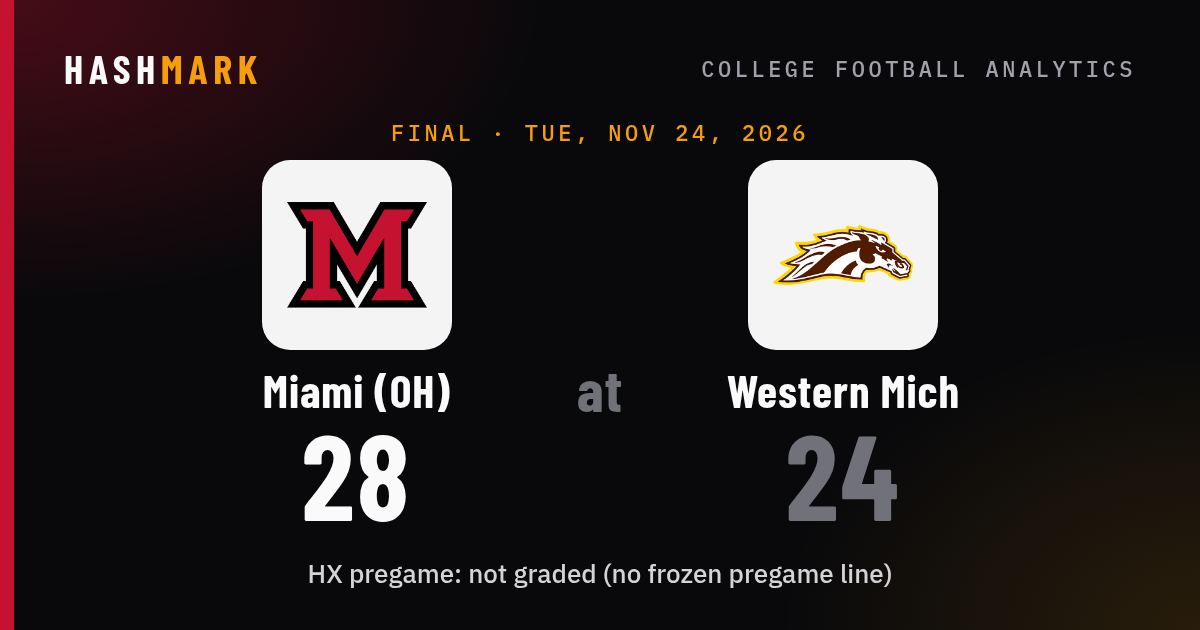 HASHMARK
COLLEGE FOOTBALL ANALYTICS
FINAL · TUE, NOV 24, 2026
M
Miami (OH) at Western Mich
28 24
HX pregame: not graded (no frozen pregame line)